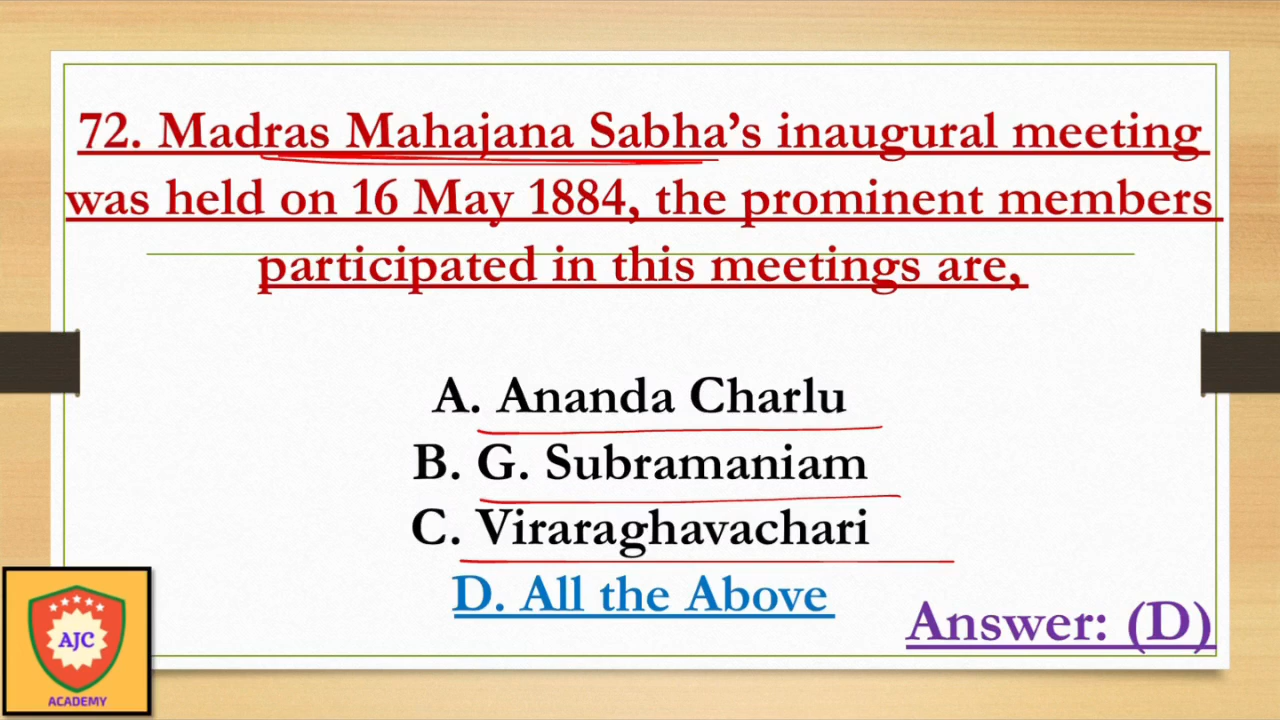 72. Madras Mahajana Sabha’s inaugural meeting
was held on 16 May 1884, the prominent members
participated in this meetings are,
A. Ananda Charlu
B. G. Subramaniam
C. Viraraghavachari
D. All the Above
Answer: (D)
AJC
ACADEMY